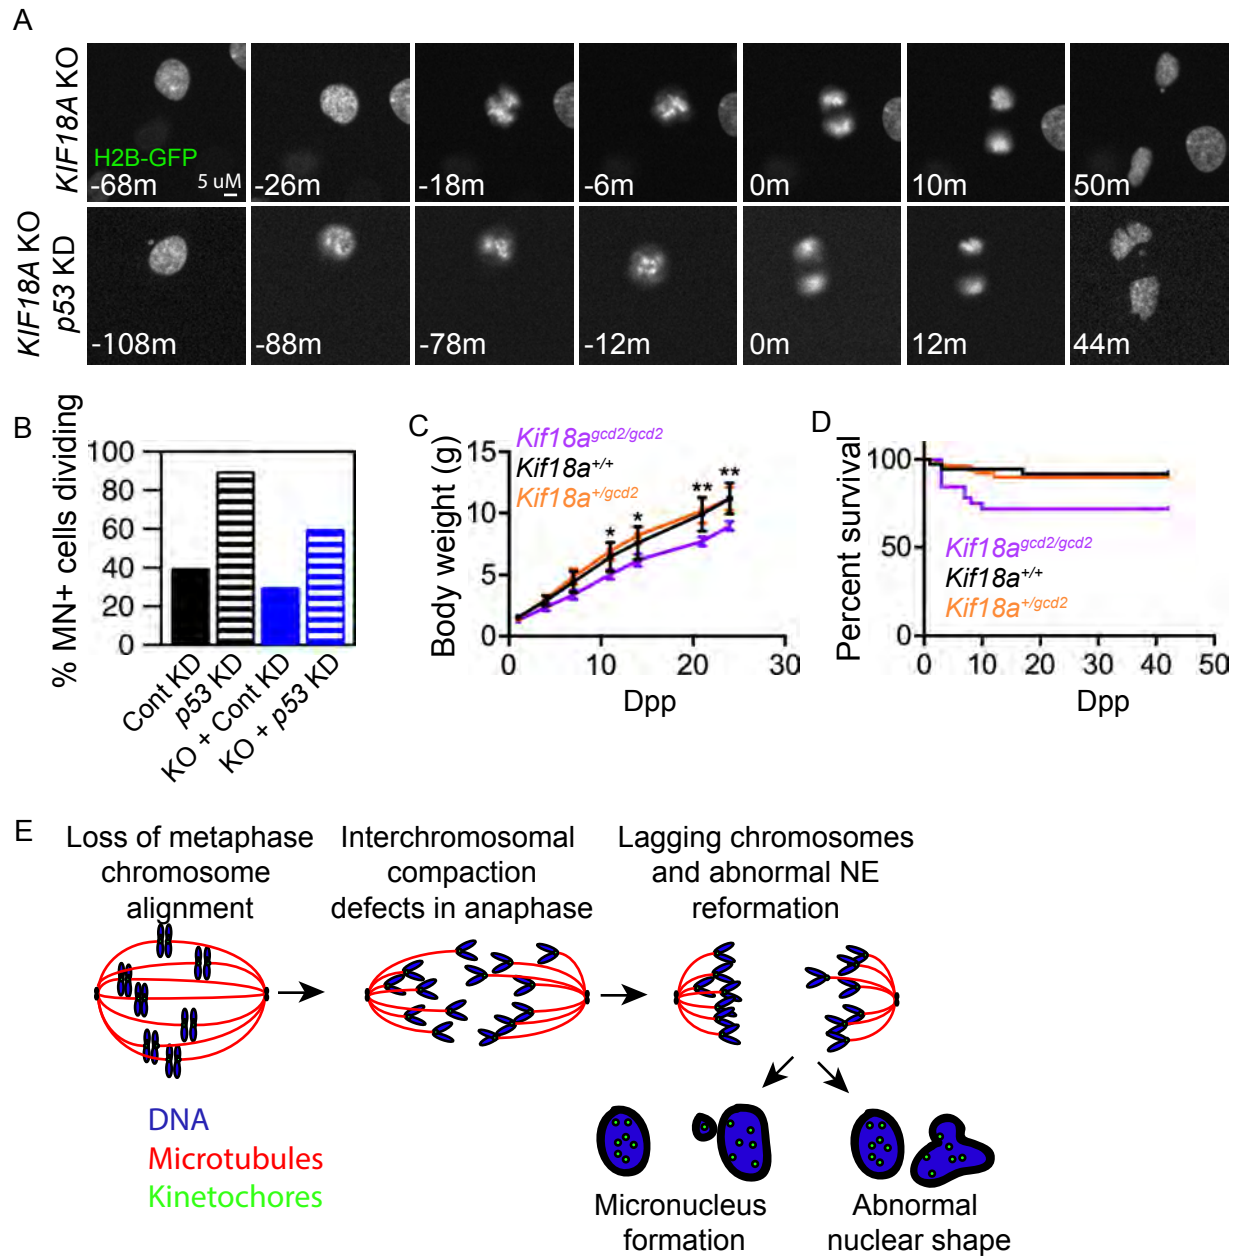 A
KIF18A KO
H2B-GFP
5 uM
-68m
-26m
-18m
-6m
0m
10m
50m
KIF18A KO
p53 KD
-108m
-88m
-78m
-12m
0m
12m
44m
B
% MN+ cells dividing
100
80
60
40
20
0
Cont KD
p53 KD
KO + Cont KD
KO + p53 KD
C
Body weight (g)
Kif18a^gcd2/gcd2
Kif18a^+/+
Kif18a^+/gcd2
15
10
5
0
* * ** **
0 10 20 30
Dpp
D
Percent survival
100
50
0
Kif18a^gcd2/gcd2
Kif18a^+/+
Kif18a^+/gcd2
0 10 20 30 40 50
Dpp
E
Loss of metaphase
chromosome
alignment
Interchromosomal
compaction
defects in anaphase
Lagging chromosomes
and abnormal NE
reformation
DNA
Microtubules
Kinetochores
Micronucleus
formation
Abnormal
nuclear shape